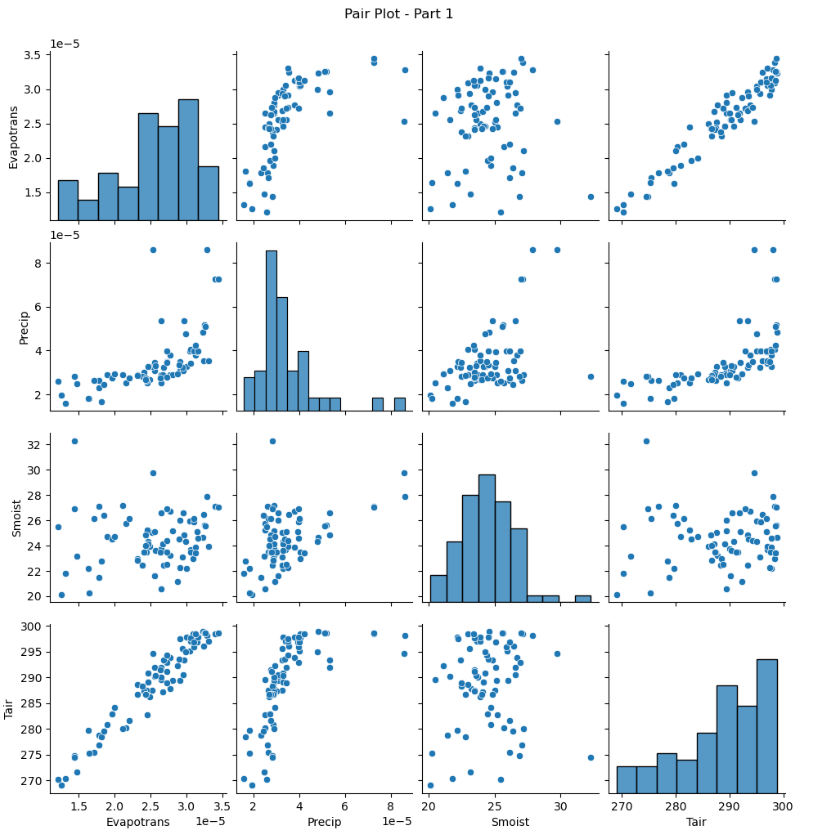 Pair Plot - Part 1
1e−5
3.5
3.0
2.5
2.0
1.5
Evapotrans
1e−5
8
6
4
2
Precip
32
30
28
26
24
22
20
Smoist
300
295
290
285
280
275
270
Tair
1.5 2.0 2.5 3.0 3.5
1e−5
Evapotrans
2 4 6 8
1e−5
Precip
20 25 30
Smoist
270 280 290 300
Tair